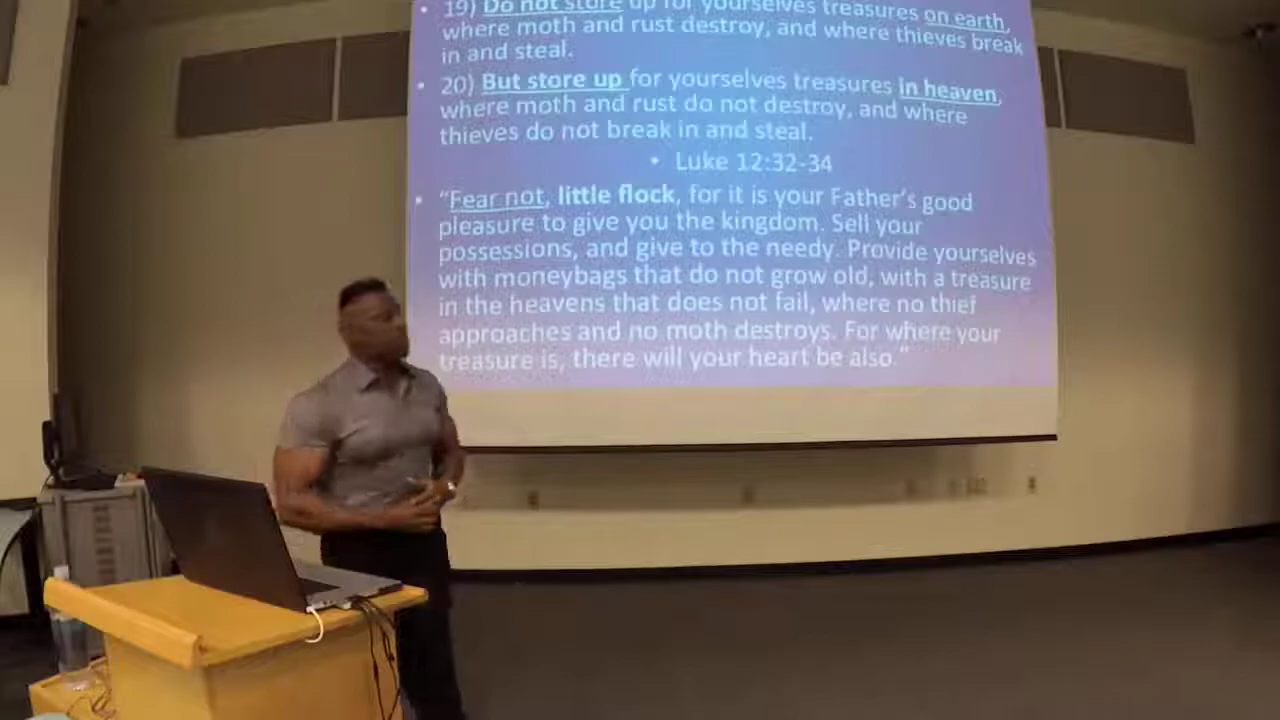 • 19) Do not store up for yourselves treasures on earth,
where moth and rust destroy, and where thieves break
in and steal.
• 20) But store up for yourselves treasures in heaven,
where moth and rust do not destroy, and where
thieves do not break in and steal.
• Luke 12:32-34
• “Fear not, little flock, for it is your Father’s good
pleasure to give you the kingdom. Sell your
possessions, and give to the needy. Provide yourselves
with moneybags that do not grow old, with a treasure
in the heavens that does not fail, where no thief
approaches and no moth destroys. For where your
treasure is, there will your heart be also.”